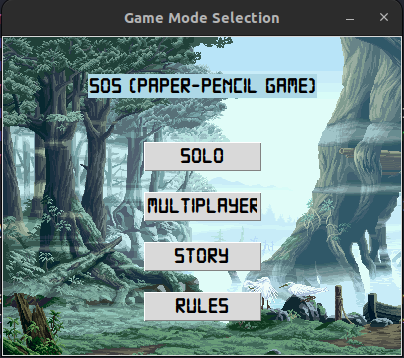 Game Mode Selection
SOS (PAPER-PENCIL GAME)
SOLO
MULTIPLAYER
STORY
RULES